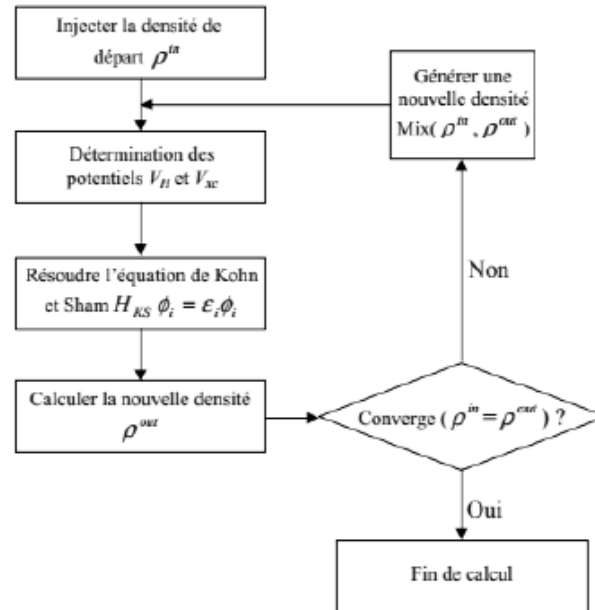 Injecter la densité de
départ ρ^in
Détermination des
potentiels V_H et V_xc
Résoudre l'équation de Kohn
et Sham H_KS ϕ_i = ε_i ϕ_i
Calculer la nouvelle densité
ρ^out
Converge ( ρ^in = ρ^out ) ?
Non
Générer une
nouvelle densité
Mix( ρ^in , ρ^out )
Oui
Fin de calcul